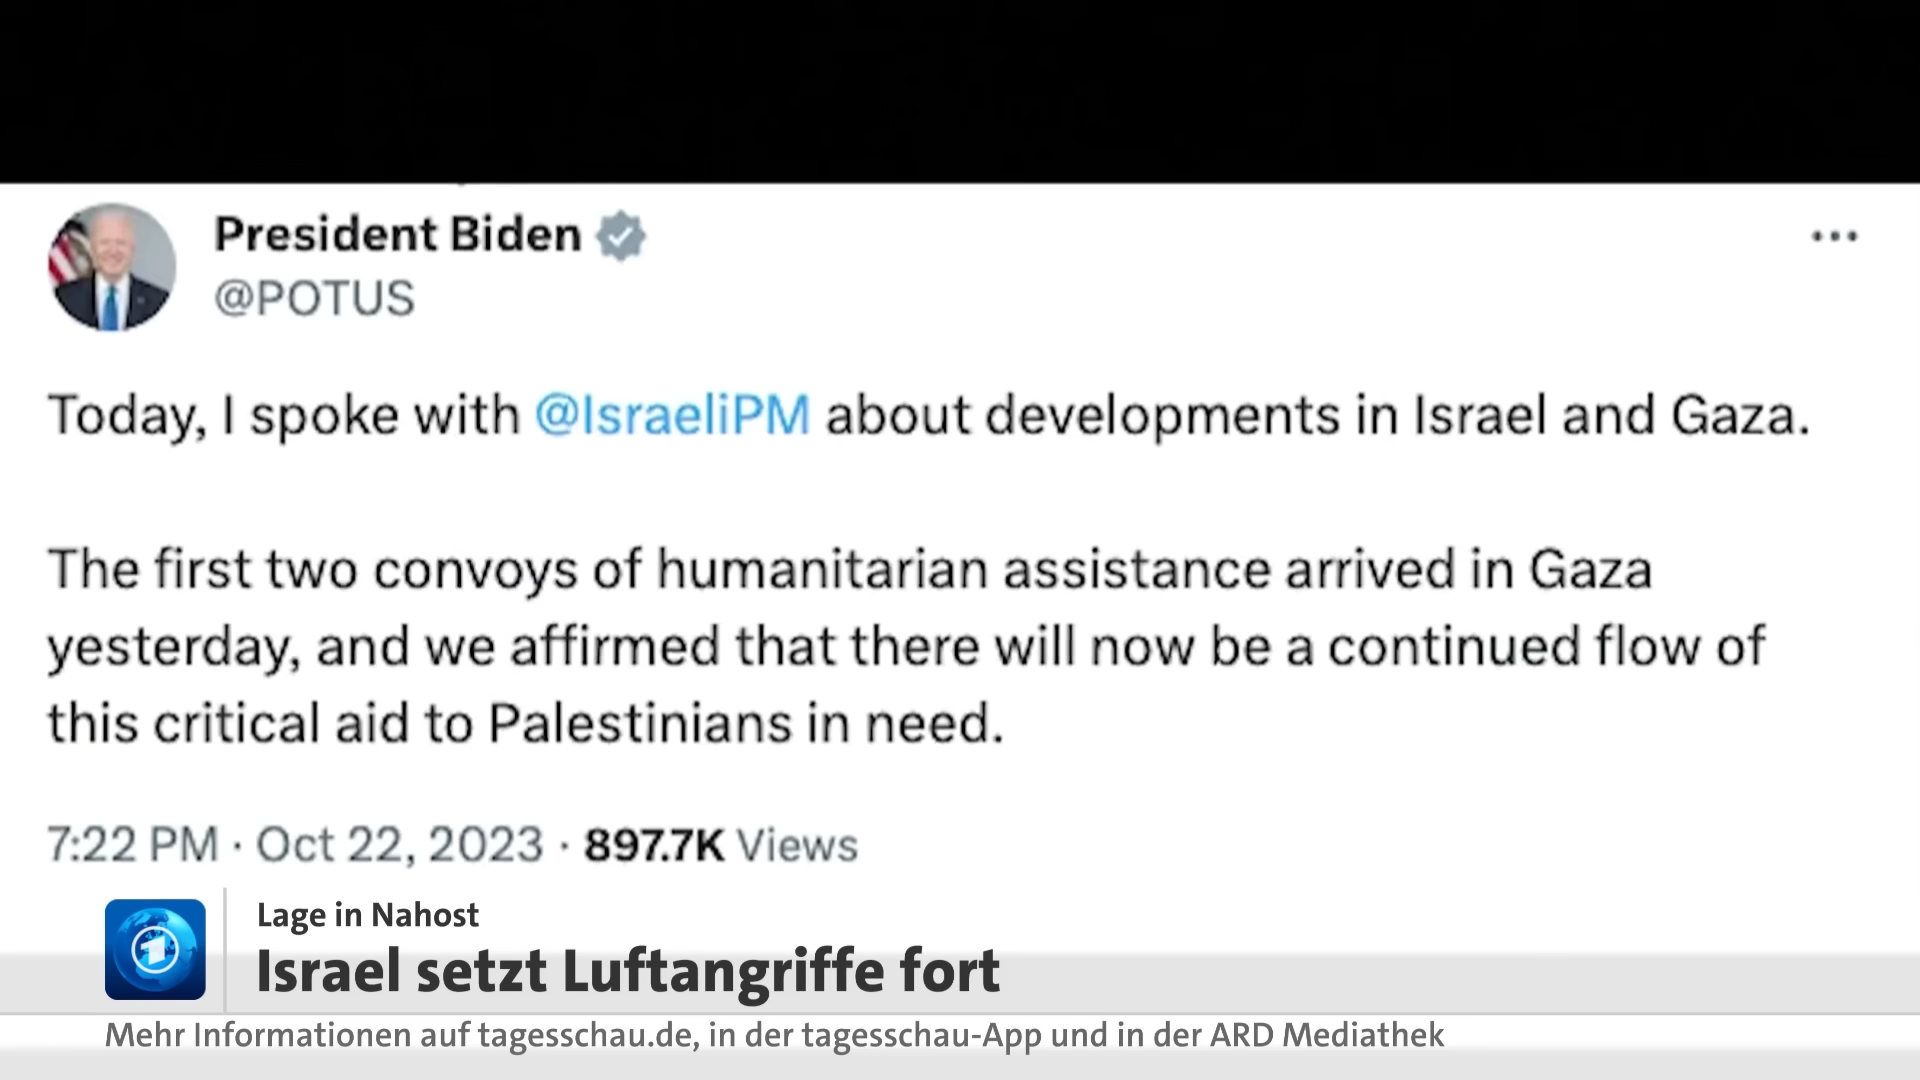 President Biden
@POTUS
Today, I spoke with @IsraeliPM about developments in Israel and Gaza.
The first two convoys of humanitarian assistance arrived in Gaza
yesterday, and we affirmed that there will now be a continued flow of
this critical aid to Palestinians in need.
7:22 PM · Oct 22, 2023 · 897.7K Views
Lage in Nahost
Israel setzt Luftangriffe fort
Mehr Informationen auf tagesschau.de, in der tagesschau-App und in der ARD Mediathek